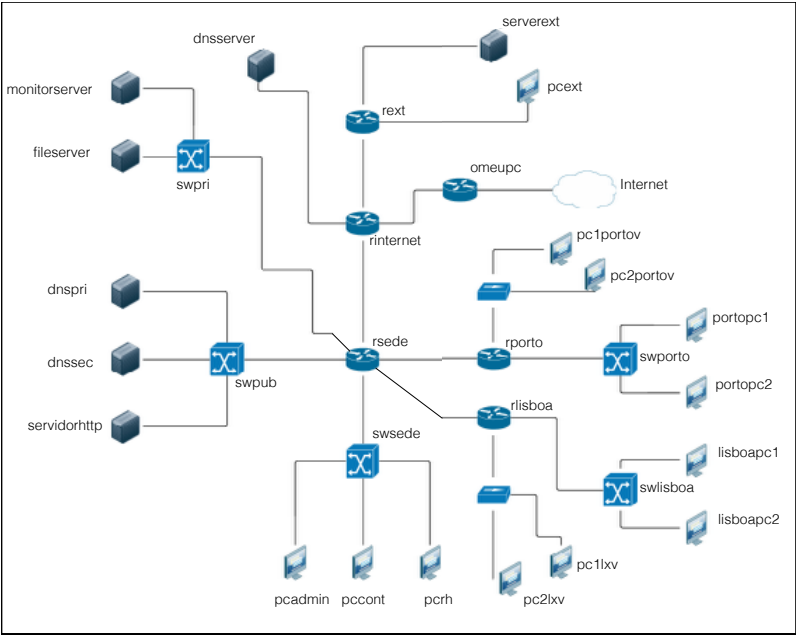 serverext
dnsserver
monitorserver
pcext
rext
fileserver
swpri
omeupc
Internet
rinternet
pc1portov
pc2portov
dnspri
portopc1
rsede
rporto
swporto
dnssec
swpub
portopc2
rlisboa
servidorhttp
swsede
lisboapc1
swlisboa
lisboapc2
pc1lxv
pcadmin
pccont
pcrh
pc2lxv